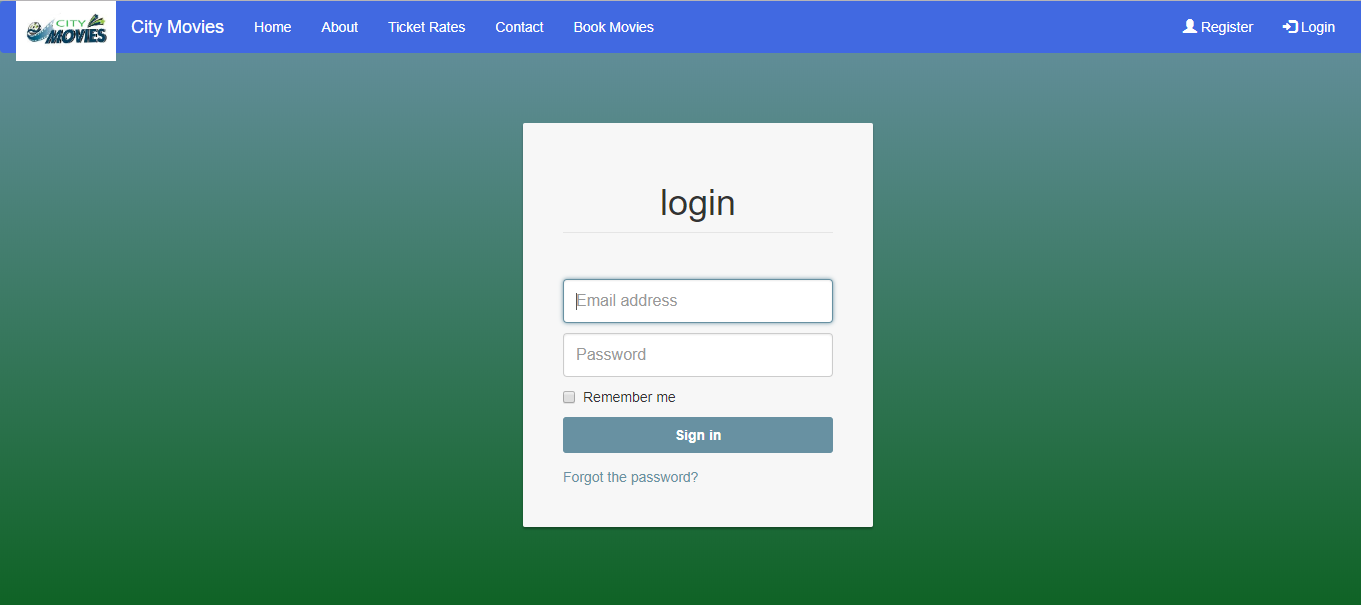 CITY
MOVIES
City Movies Home About Ticket Rates Contact Book Movies Register Login
login
Email address
Password
Remember me
Sign in
Forgot the password?